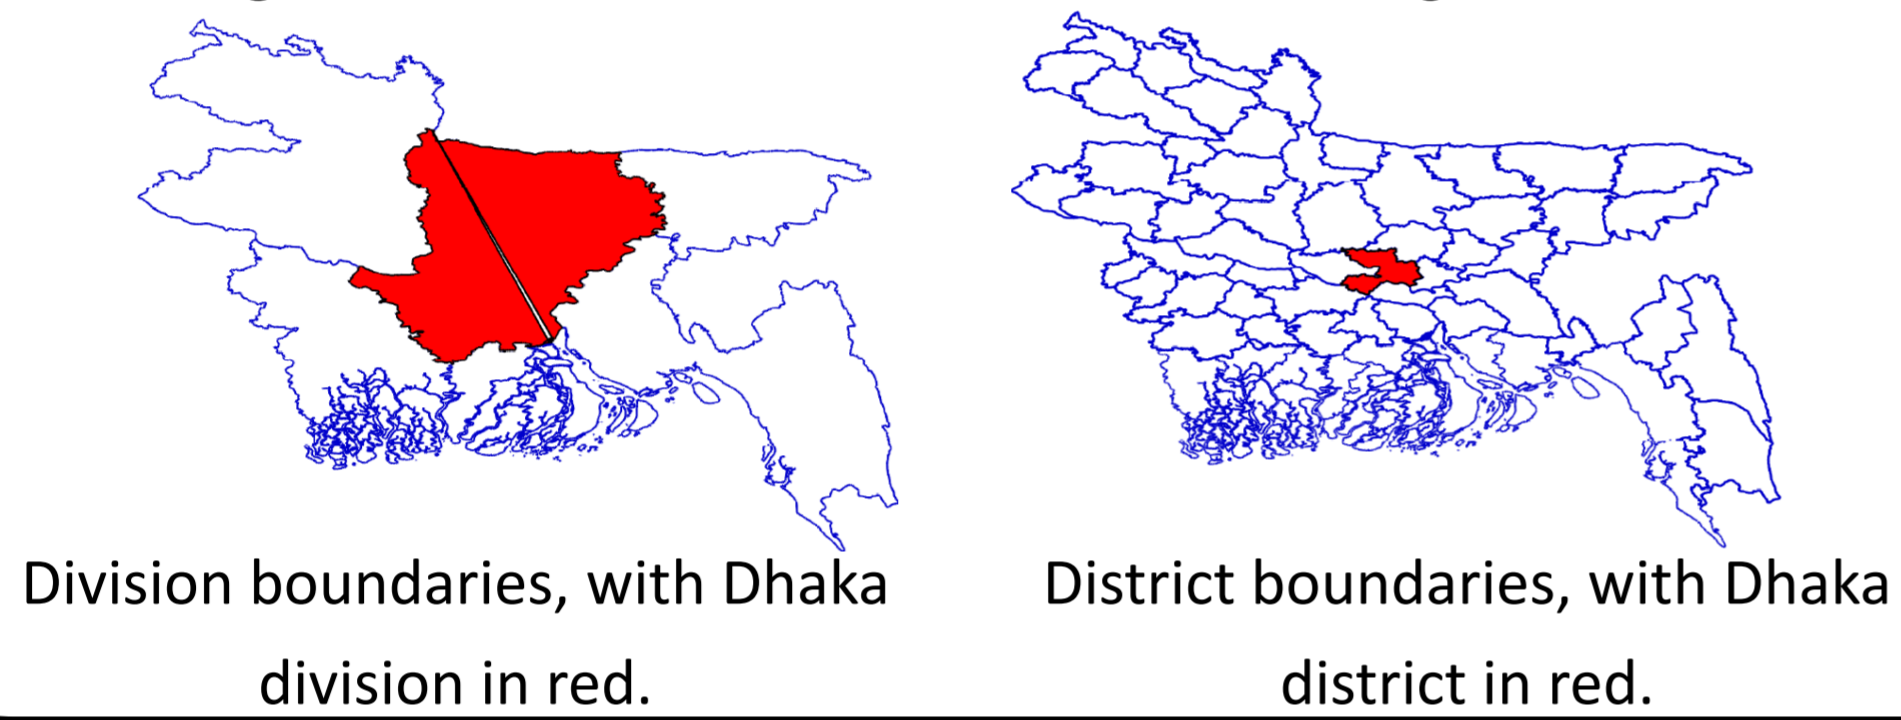 Division boundaries, with Dhaka
division in red.
District boundaries, with Dhaka
district in red.